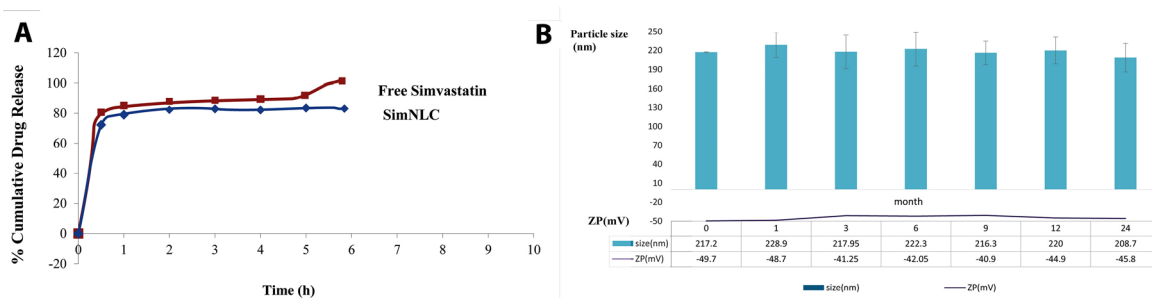 A
% Cumulative Drug Release
120
100
80
60
40
20
0
-20
0 1 2 3 4 5 6 7 8 9 10
Time (h)
Free Simvastatin
SimNLC
B
Particle size
(nm)
250
220
190
160
130
100
70
40
10
-20
-50
month
ZP(mV)
0 1 3 6 9 12 24
size(nm) 217.2 228.9 217.95 222.3 216.3 220 208.7
ZP(mV) -49.7 -48.7 -41.25 -42.05 -40.9 -44.9 -45.8
size(nm) ZP(mV)